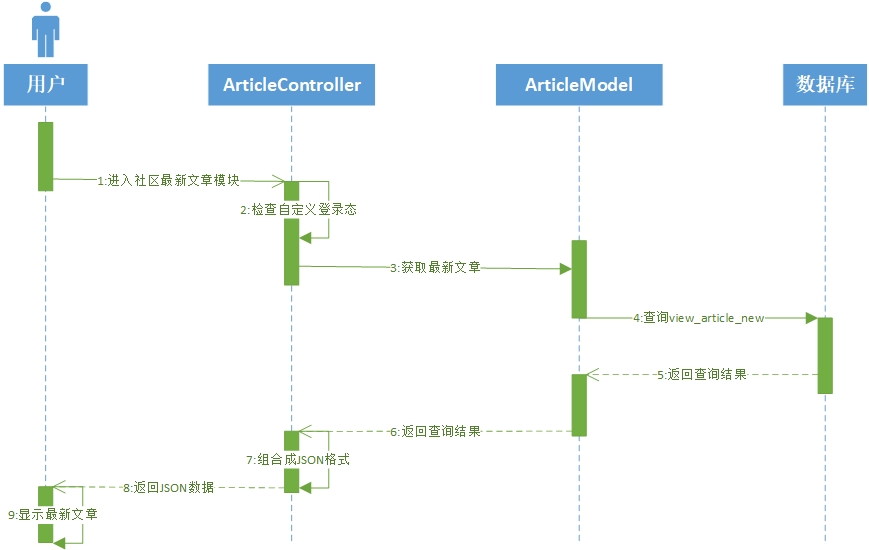 用户
ArticleController
ArticleModel
数据库
1:进入社区最新文章模块
2:检查自定义登录态
3:获取最新文章
4:查询view_article_new
5:返回查询结果
6:返回查询结果
7:组合成JSON格式
8:返回JSON数据
9:显示最新文章